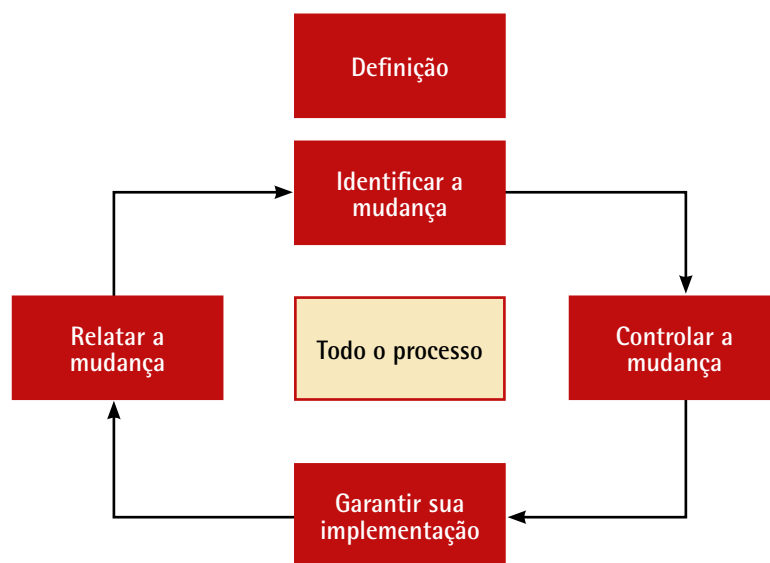 Definição
Identificar a
mudança
Relatar a
mudança
Todo o processo
Controlar a
mudança
Garantir sua
implementação